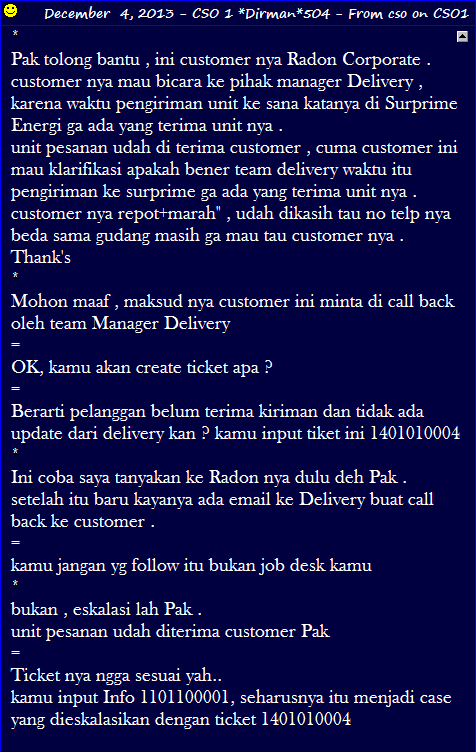 December 4, 2013 - CSO 1 *Dirman*504 - From cso on CSO1
*
Pak tolong bantu , ini customer nya Radon Corporate .
customer nya mau bicara ke pihak manager Delivery ,
karena waktu pengiriman unit ke sana katanya di Surprime
Energi ga ada yang terima unit nya .
unit pesanan udah di terima customer , cuma customer ini
mau klarifikasi apakah bener team delivery waktu itu
pengiriman ke surprime ga ada yang terima unit nya .
customer nya repot+marah" , udah dikasih tau no telp nya
beda sama gudang masih ga mau tau customer nya .
Thank's
*
Mohon maaf , maksud nya customer ini minta di call back
oleh team Manager Delivery
=
OK, kamu akan create ticket apa ?
=
Berarti pelanggan belum terima kiriman dan tidak ada
update dari delivery kan ? kamu input tiket ini 1401010004
*
Ini coba saya tanyakan ke Radon nya dulu deh Pak .
setelah itu baru kayanya ada email ke Delivery buat call
back ke customer .
=
kamu jangan yg follow itu bukan job desk kamu
*
bukan , eskalasi lah Pak .
unit pesanan udah diterima customer Pak
=
Ticket nya ngga sesuai yah..
kamu input Info 1101100001, seharusnya itu menjadi case
yang dieskalasikan dengan ticket 1401010004